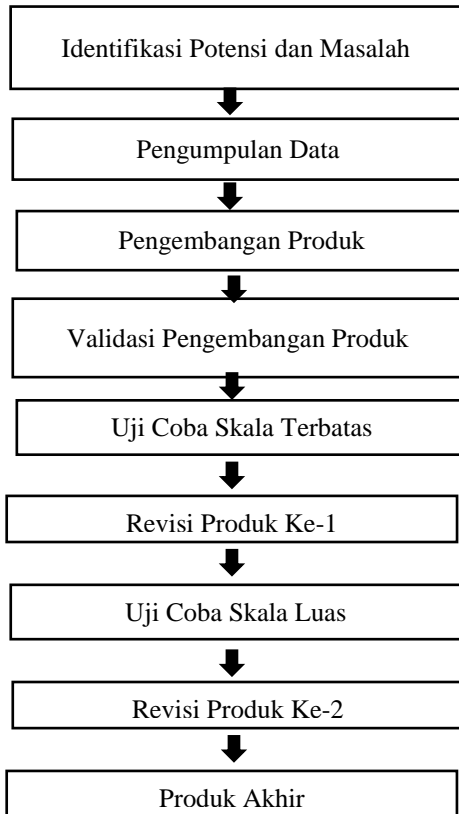 Identifikasi Potensi dan Masalah
Pengumpulan Data
Pengembangan Produk
Validasi Pengembangan Produk
Uji Coba Skala Terbatas
Revisi Produk Ke-1
Uji Coba Skala Luas
Revisi Produk Ke-2
Produk Akhir